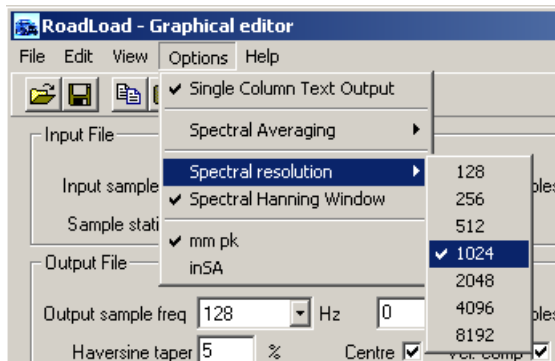 RoadLoad - Graphical editor
File Edit View Options Help
Single Column Text Output
Spectral Averaging
Spectral resolution
Spectral Hanning Window
mm pk
inSA
128
256
512
1024
2048
4096
8192
Input File
Input sample
Sample stati
Output File
Output sample freq 128 Hz 0
Haversine taper 5 % Centre